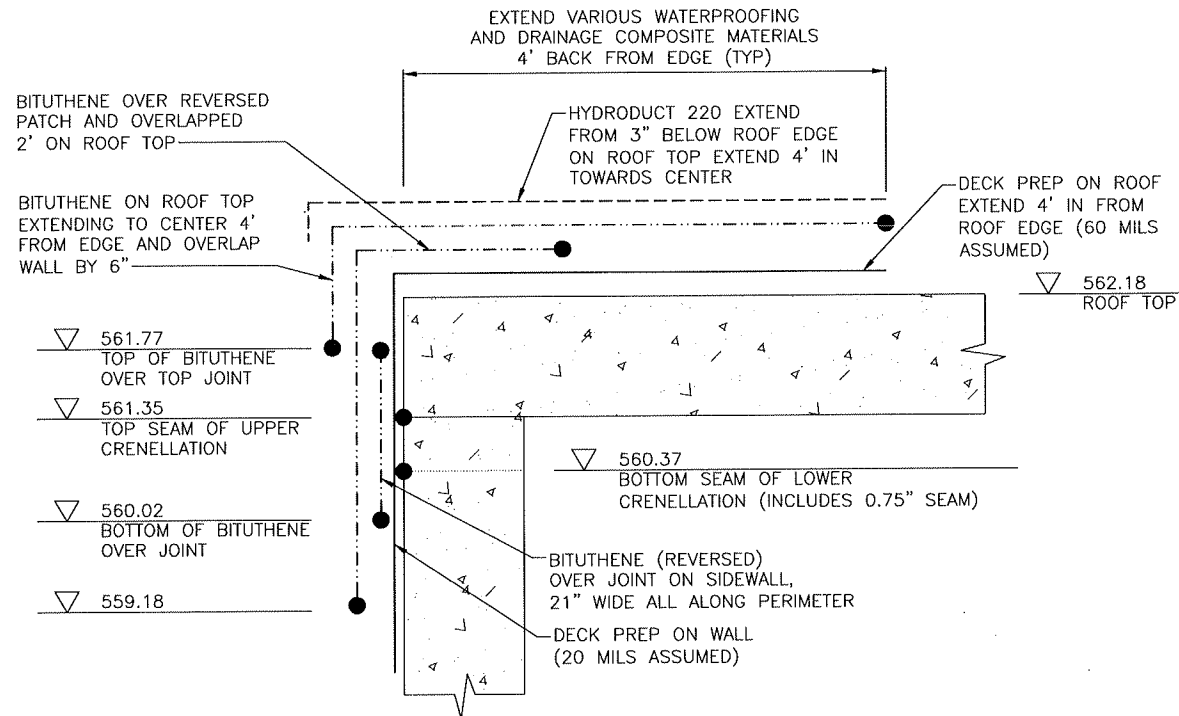 EXTEND VARIOUS WATERPROOFING
AND DRAINAGE COMPOSITE MATERIALS
4' BACK FROM EDGE (TYP)
BITUTHENE OVER REVERSED
PATCH AND OVERLAPPED
2' ON ROOF TOP
HYDRODUCT 220 EXTEND
FROM 3" BELOW ROOF EDGE
ON ROOF TOP EXTEND 4' IN
TOWARDS CENTER
BITUTHENE ON ROOF TOP
EXTENDING TO CENTER 4'
FROM EDGE AND OVERLAP
WALL BY 6"
DECK PREP ON ROOF
EXTEND 4' IN FROM
ROOF EDGE (60 MILS
ASSUMED)
562.18
ROOF TOP
561.77
TOP OF BITUTHENE
OVER TOP JOINT
561.35
TOP SEAM OF UPPER
CRENELLATION
560.37
BOTTOM SEAM OF LOWER
CRENELLATION (INCLUDES 0.75" SEAM)
560.02
BOTTOM OF BITUTHENE
OVER JOINT
559.18
BITUTHENE (REVERSED)
OVER JOINT ON SIDEWALL,
21" WIDE ALL ALONG PERIMETER
DECK PREP ON WALL
(20 MILS ASSUMED)